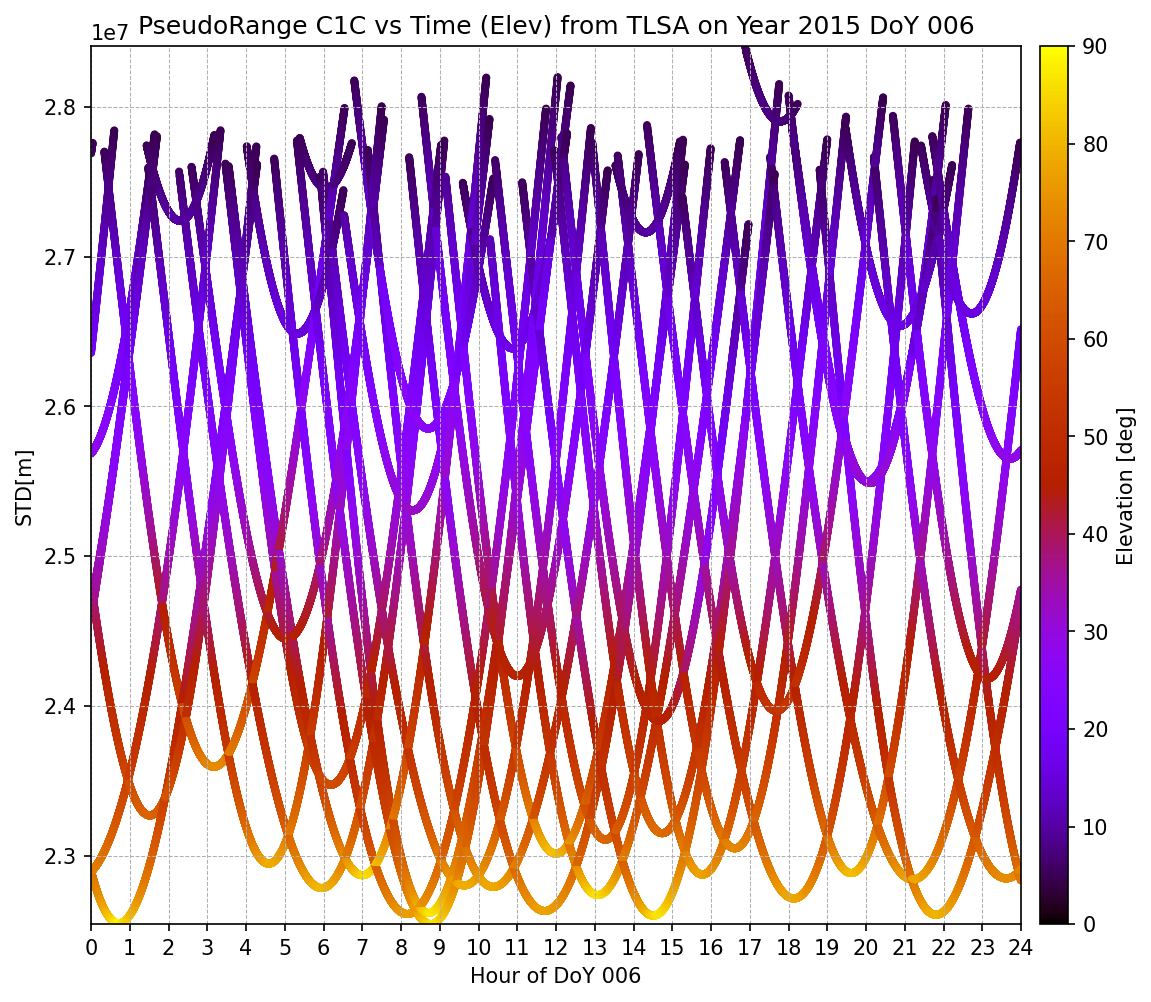 PseudoRange C1C vs Time (Elev) from TLSA on Year 2015 DoY 006
1e7
2.8
2.7
2.6
2.5
2.4
2.3
STD[m]
0 1 2 3 4 5 6 7 8 9 10 11 12 13 14 15 16 17 18 19 20 21 22 23 24
Hour of DoY 006
90
80
70
60
50
40
30
20
10
0
Elevation [deg]